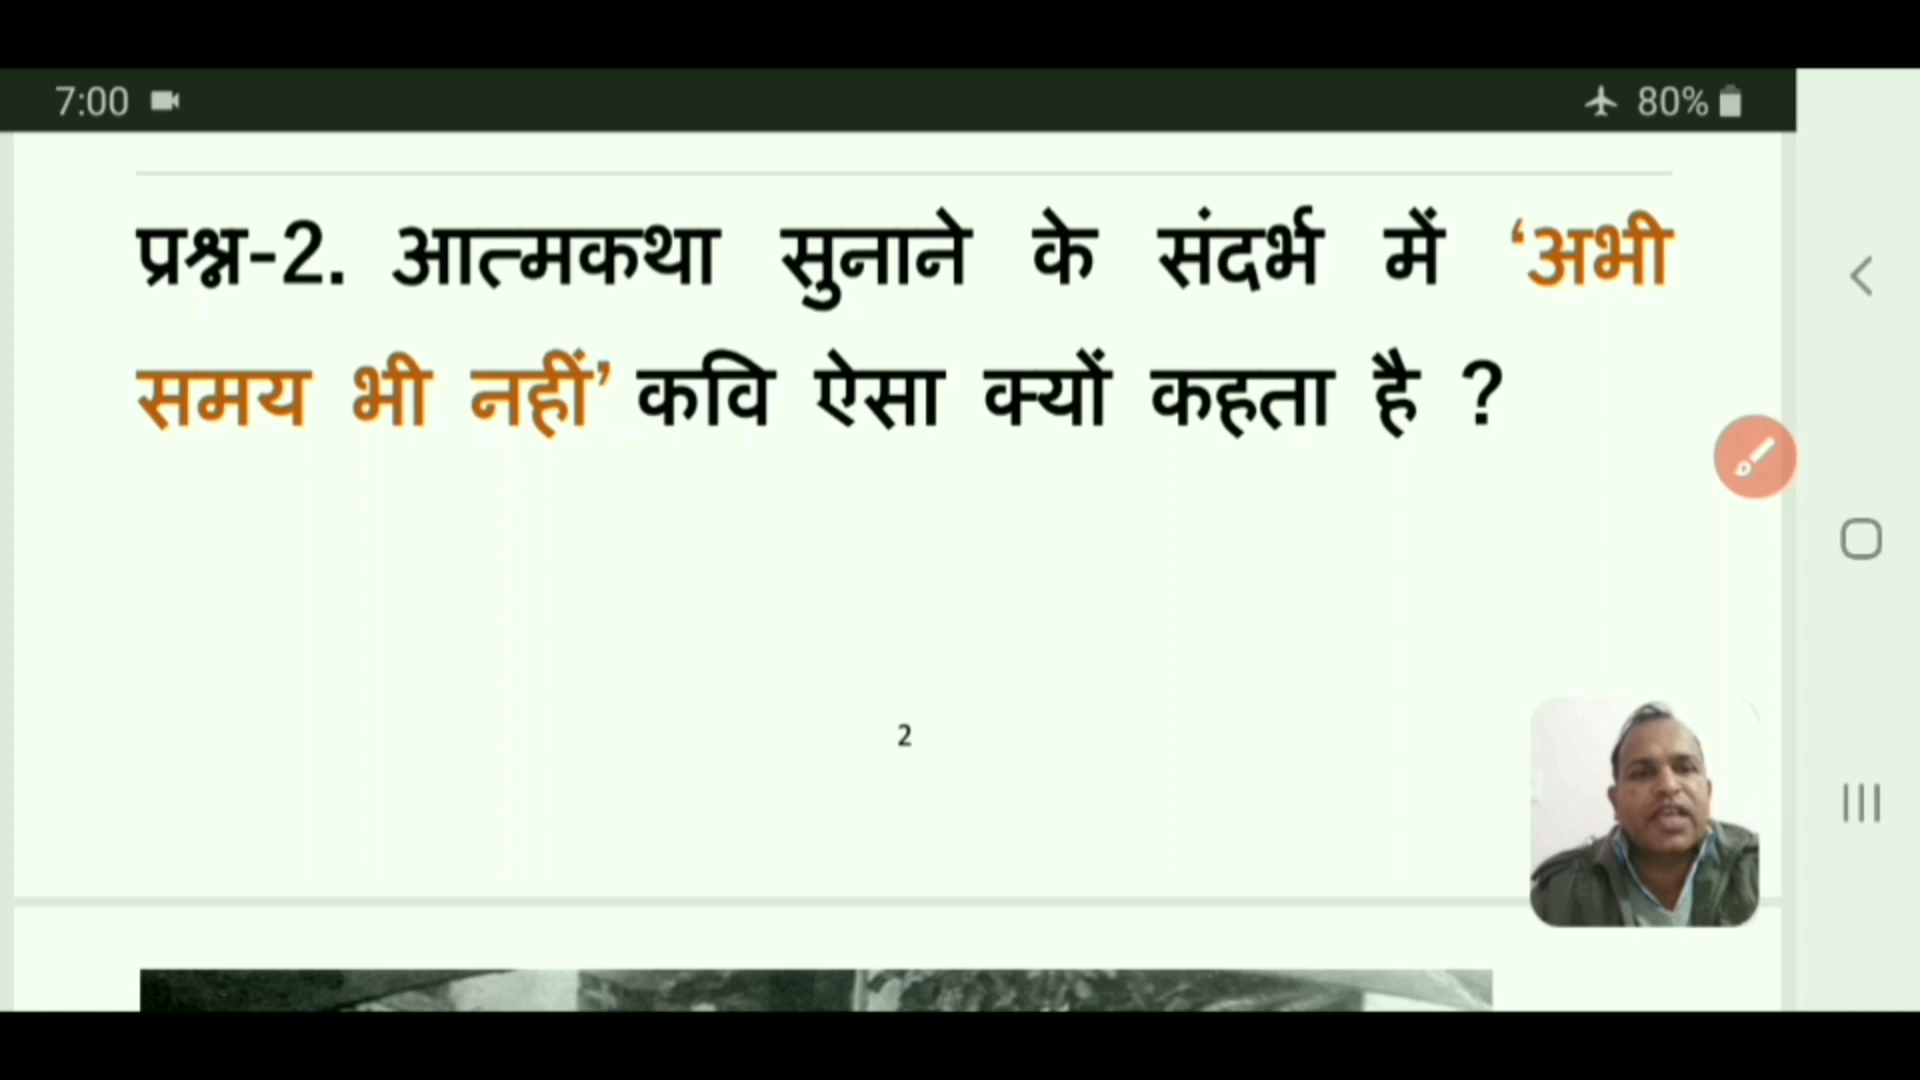 7:00
80%
प्रश्न-2. आत्मकथा सुनाने के संदर्भ में ‘अभी
समय भी नहीं’ कवि ऐसा क्यों कहता है ?
2